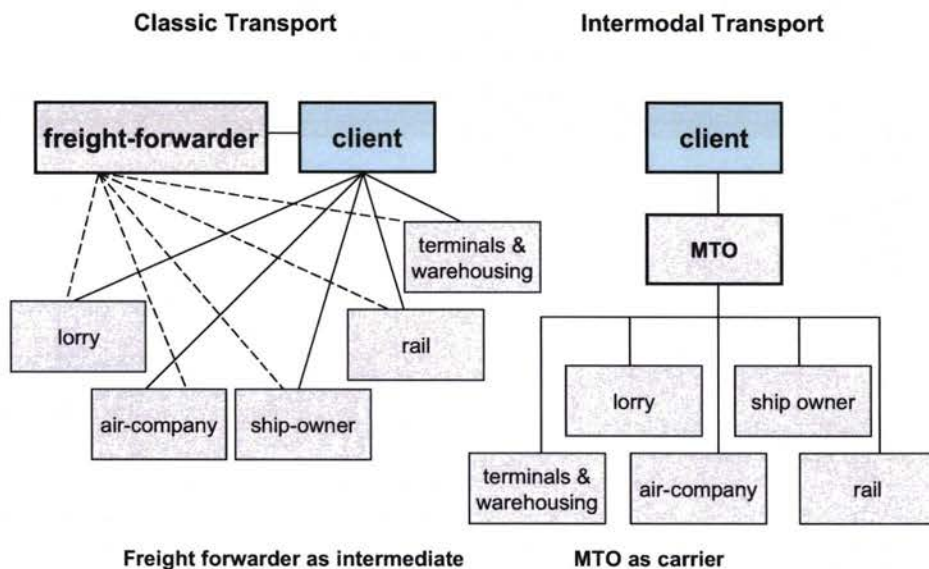 Classic Transport
Intermodal Transport
freight-forwarder
client
client
terminals &
warehousing
MTO
lorry
rail
lorry
ship owner
air-company
ship-owner
terminals &
warehousing
air-company
rail
Freight forwarder as intermediate
MTO as carrier